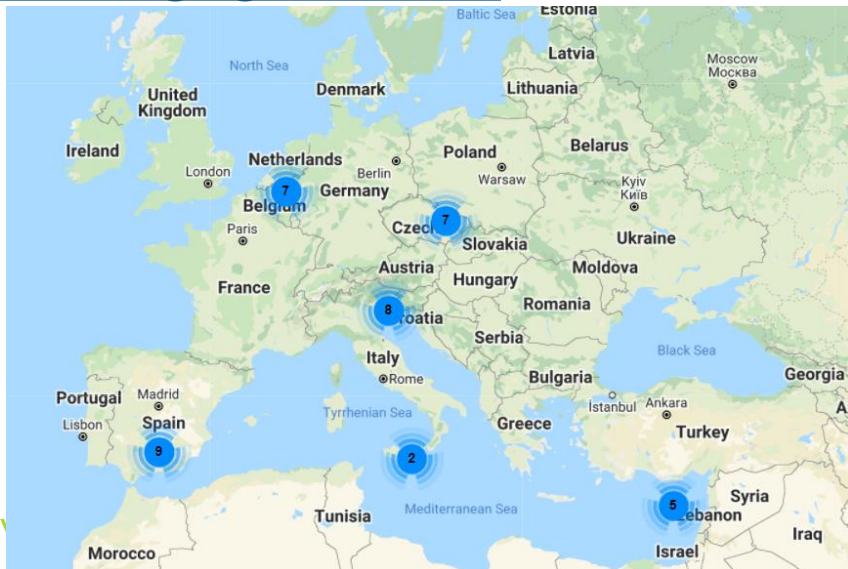 Baltic Sea
Estonia
Latvia
Moscow
Москва
North Sea
Denmark
Lithuania
United
Kingdom
Ireland
Belarus
Netherlands
Poland
London
Berlin
Warsaw
Kyiv
Київ
7
Germany
Belgium
7
Paris
Czech
Slovakia
Ukraine
Austria
Moldova
France
Hungary
Romania
8
Croatia
Serbia
Black Sea
Italy
Bulgaria
Georgia
Rome
Portugal
Madrid
İstanbul
Ankara
Lisbon
Spain
Tyrrhenian Sea
Greece
Turkey
9
2
Syria
5
Lebanon
Mediterranean Sea
Tunisia
Iraq
Israel
Morocco